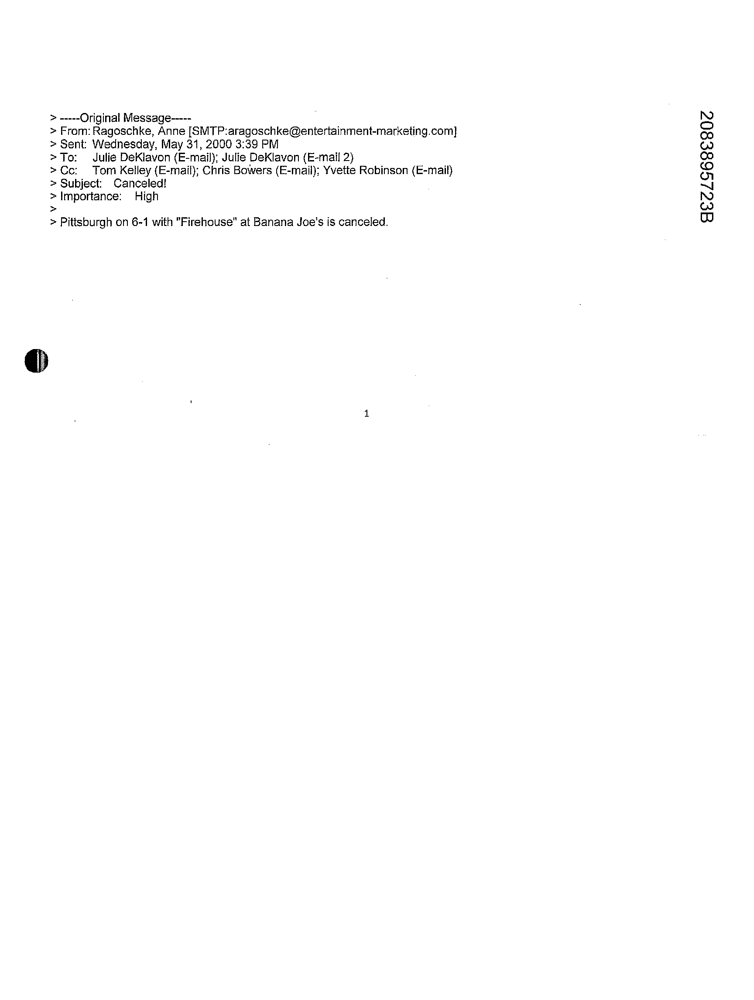 > -----Original Message-----
> From: Ragoschke, Anne [SMTP:aragoschke@entertainment-marketing.com]
> Sent: Wednesday, May 31, 2000 3:39 PM
> To: Julie DeKlavon (E-mail); Julie DeKlavon (E-mail 2)
> Cc: Tom Kelley (E-mail); Chris Bowers (E-mail); Yvette Robinson (E-mail)
> Subject: Canceled!
> Importance: High
>
> Pittsburgh on 6-1 with "Firehouse" at Banana Joe's is canceled.
1
2083895723B